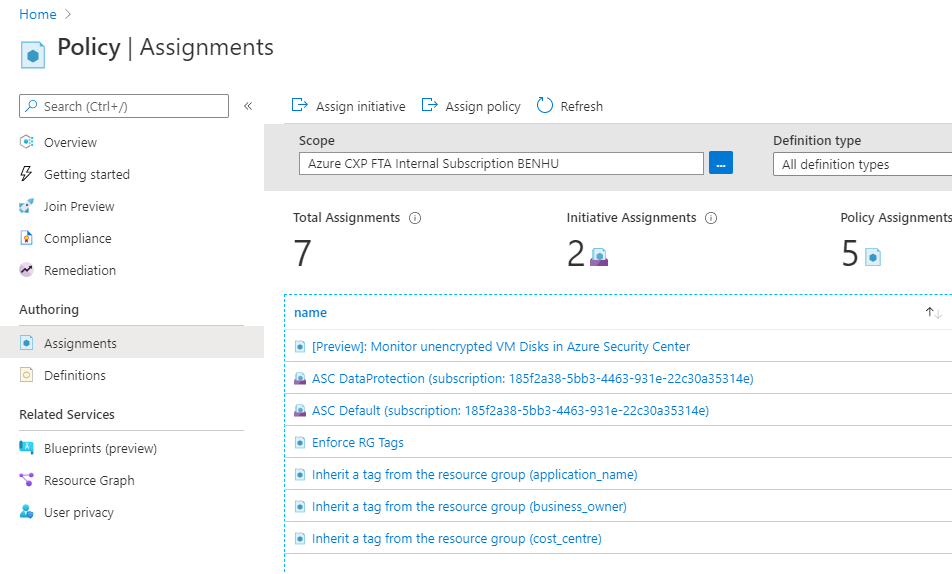 Home >
Policy | Assignments
Search (Ctrl+/)
«
Overview
Getting started
Join Preview
Compliance
Remediation
Authoring
Assignments
Definitions
Related Services
Blueprints (preview)
Resource Graph
User privacy
Assign initiative
Assign policy
Refresh
Scope
Azure CXP FTA Internal Subscription BENHU
...
Definition type
All definition types
Total Assignments
7
Initiative Assignments
2
Policy Assignments
5
name
[Preview]: Monitor unencrypted VM Disks in Azure Security Center
ASC DataProtection (subscription: 185f2a38-5bb3-4463-931e-22c30a35314e)
ASC Default (subscription: 185f2a38-5bb3-4463-931e-22c30a35314e)
Enforce RG Tags
Inherit a tag from the resource group (application_name)
Inherit a tag from the resource group (business_owner)
Inherit a tag from the resource group (cost_centre)